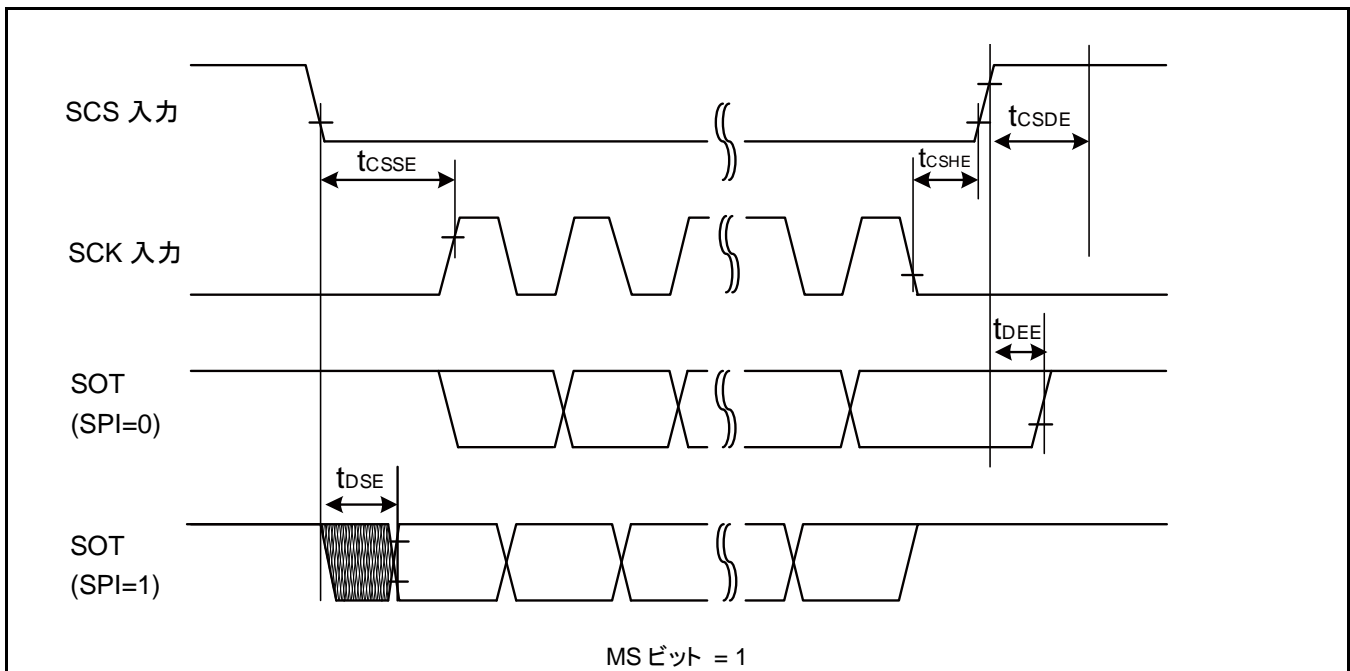 SCS 入力
tCSDE
tCSSE
tCSHE
SCK 入力
tDEE
SOT
(SPI=0)
tDSE
SOT
(SPI=1)
MS ビット = 1